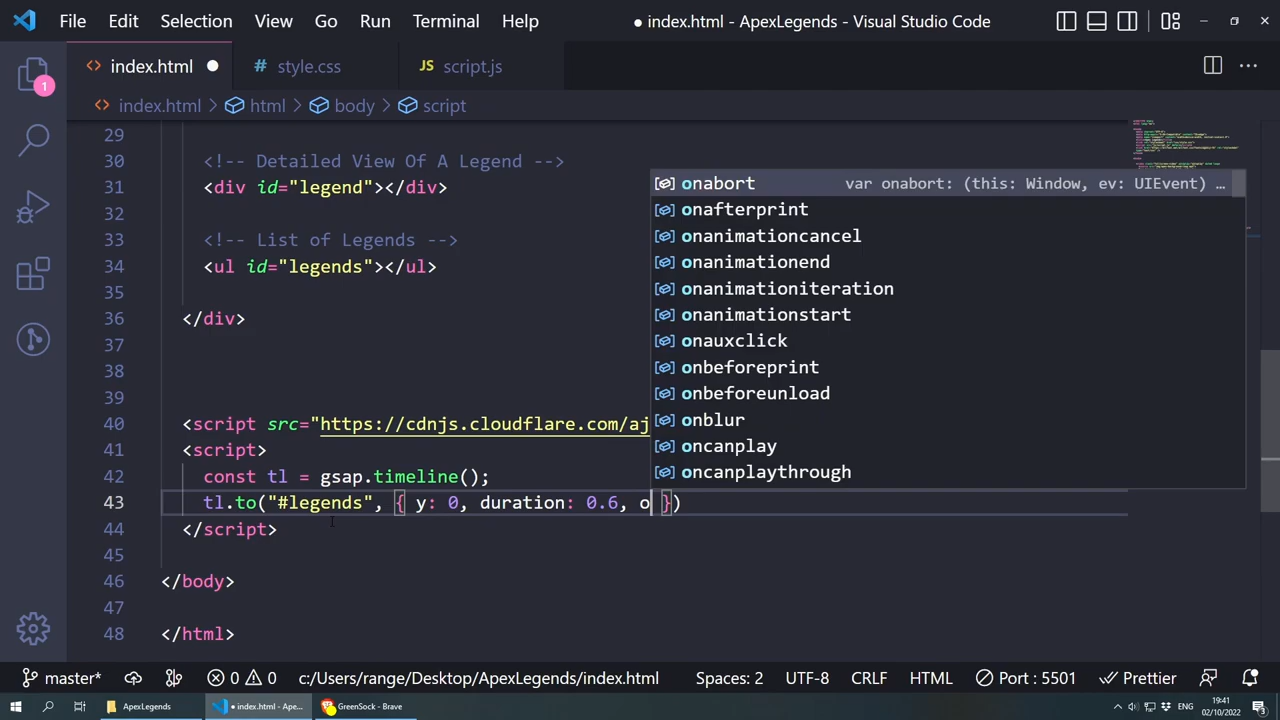 File Edit Selection View Go Run Terminal Help ● index.html - ApexLegends - Visual Studio Code
index.html ● # style.css JS script.js
index.html > html > body > script
29
30 <!-- Detailed View Of A Legend -->
31 <div id="legend"></div>
32
33 <!-- List of Legends -->
34 <ul id="legends"></ul>
35
36 </div>
37
38
39
40 <script src="https://cdnjs.cloudflare.com/aj
41 <script>
42 const tl = gsap.timeline();
43 tl.to("#legends", { y: 0, duration: 0.6, o })
44 </script>
45
46 </body>
47
48 </html>
onabort var onabort: (this: Window, ev: UIEvent) …
onafterprint
onanimationcancel
onanimationend
onanimationiteration
onanimationstart
onauxclick
onbeforeprint
onbeforeunload
onblur
oncanplay
oncanplaythrough
1
master* 0 0 c:/Users/range/Desktop/ApexLegends/index.html Spaces: 2 UTF-8 CRLF HTML Port : 5501 Prettier
ApexLegends ● index.html - Ape... GreenSock - Brave ENG 19:41
02/10/2022 3